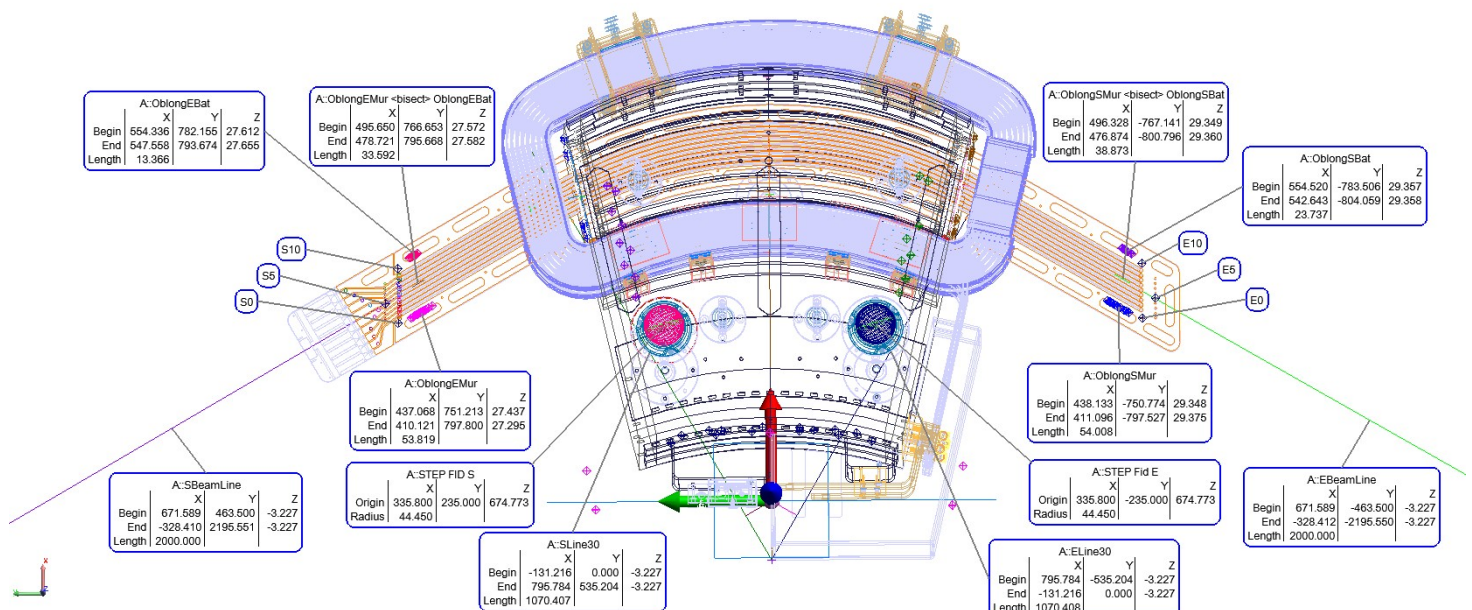 A::OblongEBat
X Y Z
Begin 554.336 782.155 27.612
End 547.558 793.674 27.655
Length 13.366
A::OblongEMur <bisect> OblongEBat
X Y Z
Begin 495.650 766.653 27.572
End 478.721 795.668 27.582
Length 33.592
A::OblongSMur <bisect> OblongSBat
X Y Z
Begin 496.328 -767.141 29.349
End 476.874 -800.796 29.360
Length 38.873
A::OblongSBat
X Y Z
Begin 554.520 -783.506 29.357
End 542.643 -804.059 29.358
Length 23.737
S10
S5
S0
E10
E5
E0
A::OblongEMur
X Y Z
Begin 437.068 751.213 27.437
End 410.121 797.800 27.295
Length 53.819
A::OblongSMur
X Y Z
Begin 438.133 -750.774 29.348
End 411.096 -797.527 29.375
Length 54.008
A::SBeamLine
X Y Z
Begin 671.589 463.500 -3.227
End -328.410 2195.551 -3.227
Length 2000.000
A::STEP FID S
X Y Z
Origin 335.800 235.000 674.773
Radius 44.450
A::STEP Fid E
X Y Z
Origin 335.800 -235.000 674.773
Radius 44.450
A::EBeamLine
X Y Z
Begin 671.589 -463.500 -3.227
End -328.412 -2195.550 -3.227
Length 2000.000
A::SLine30
X Y Z
Begin -131.216 0.000 -3.227
End 795.784 535.204 -3.227
Length 1070.407
A::ELine30
X Y Z
Begin 795.784 -535.204 -3.227
End -131.216 0.000 -3.227
Length 1070.408